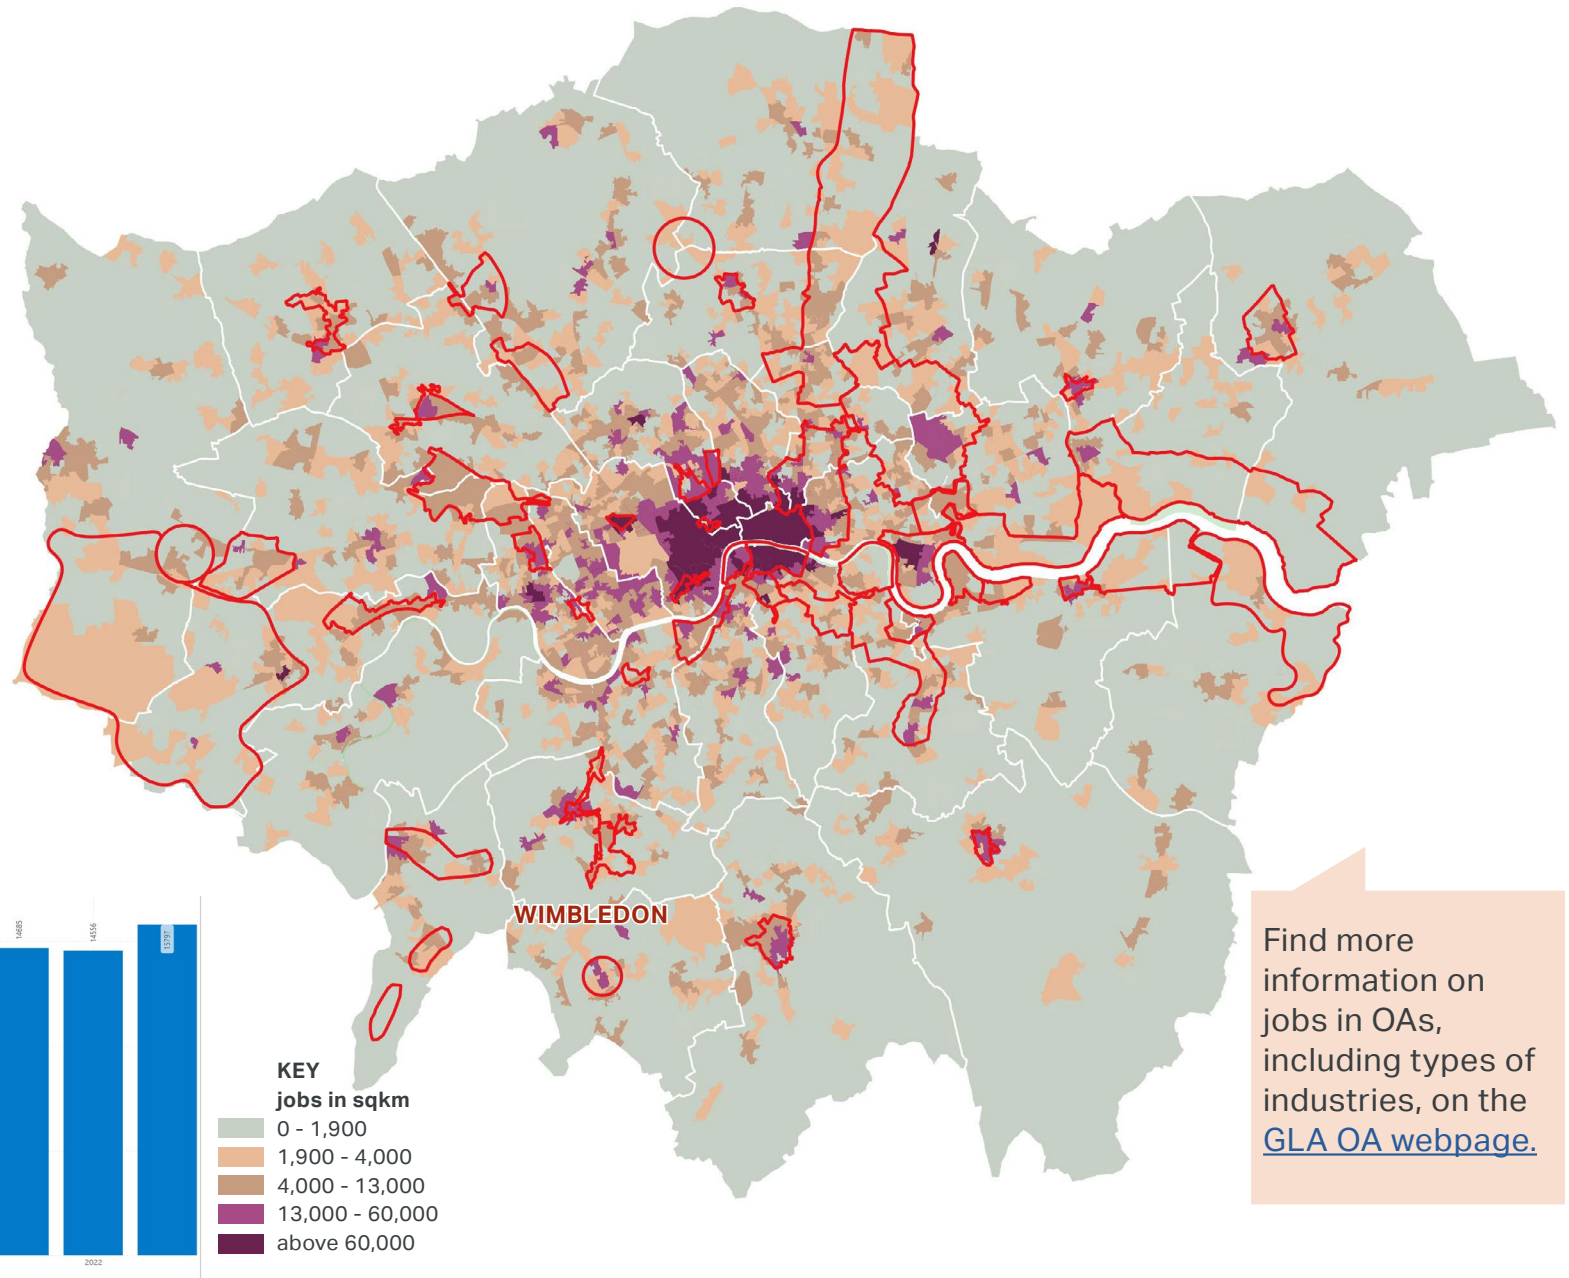 WIMBLEDON
14685
14556
15797
2022
KEY
jobs in sqkm
0 - 1,900
1,900 - 4,000
4,000 - 13,000
13,000 - 60,000
above 60,000
Find more
information on
jobs in OAs,
including types of
industries, on the
GLA OA webpage.